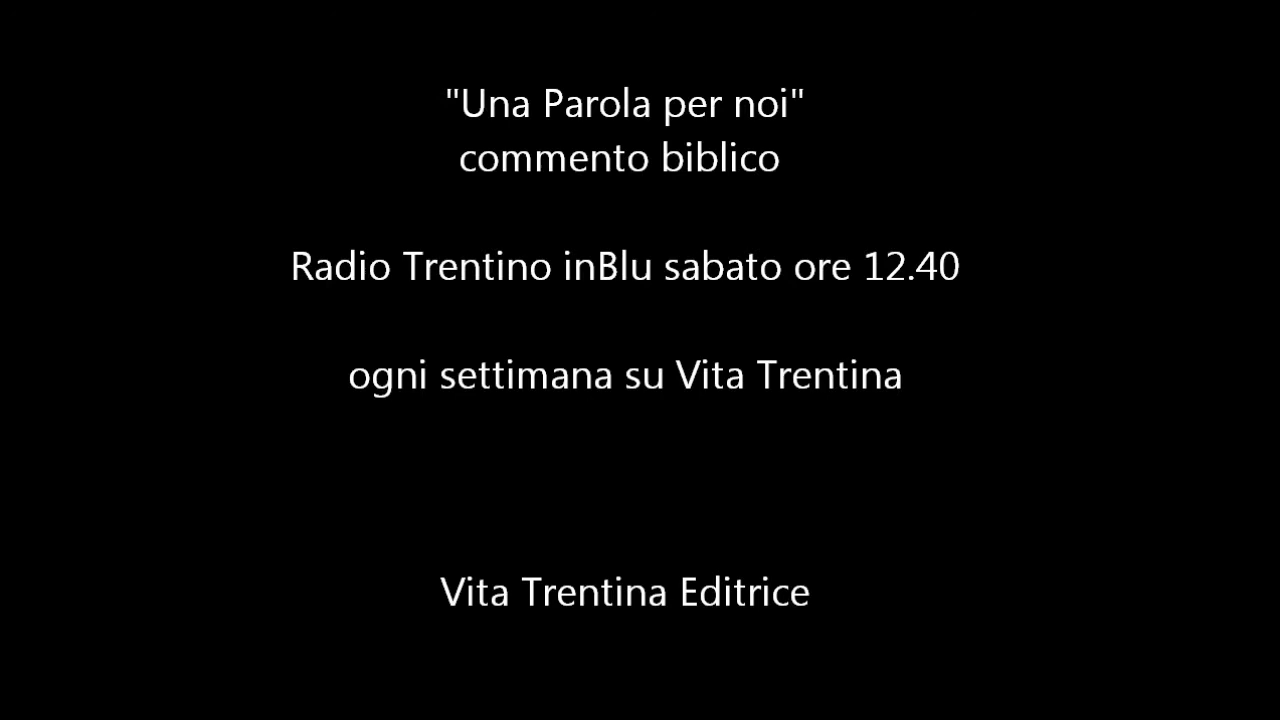 "Una Parola per noi"
commento biblico
Radio Trentino inBlu sabato ore 12.40
ogni settimana su Vita Trentina
Vita Trentina Editrice